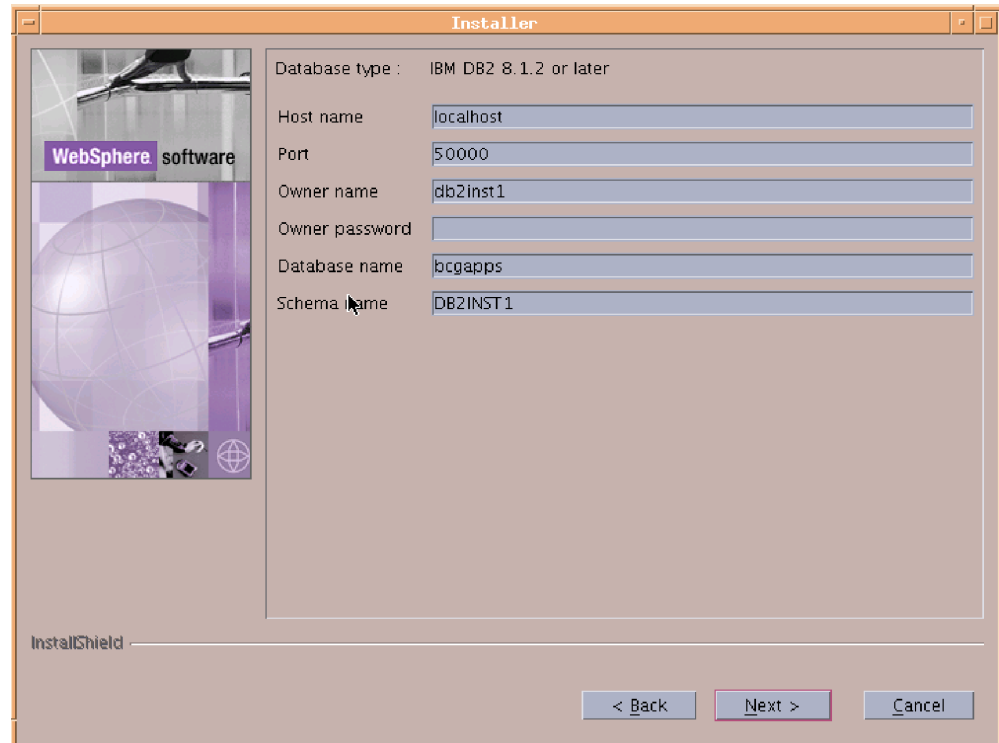 Installer
WebSphere software
Database type : IBM DB2 8.1.2 or later
Host name localhost
Port 50000
Owner name db2inst1
Owner password
Database name bcgapps
Schema name DB2INST1
InstallShield
< Back Next > Cancel